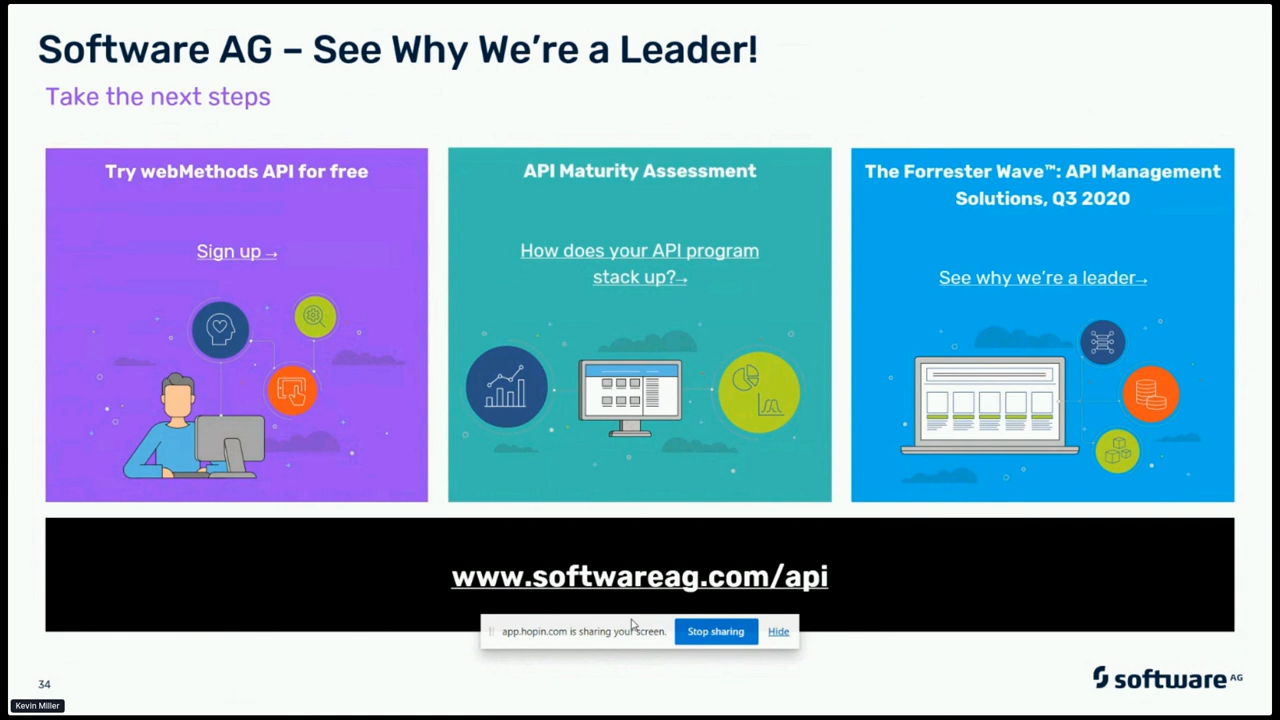 Software AG – See Why We’re a Leader!
Take the next steps
Try webMethods API for free
Sign up→
API Maturity Assessment
How does your API program
stack up?→
The Forrester Wave™: API Management
Solutions, Q3 2020
See why we’re a leader→
www.softwareag.com/api
app.hopin.com is sharing your screen.
Stop sharing
Hide
34
software AG
Kevin Miller